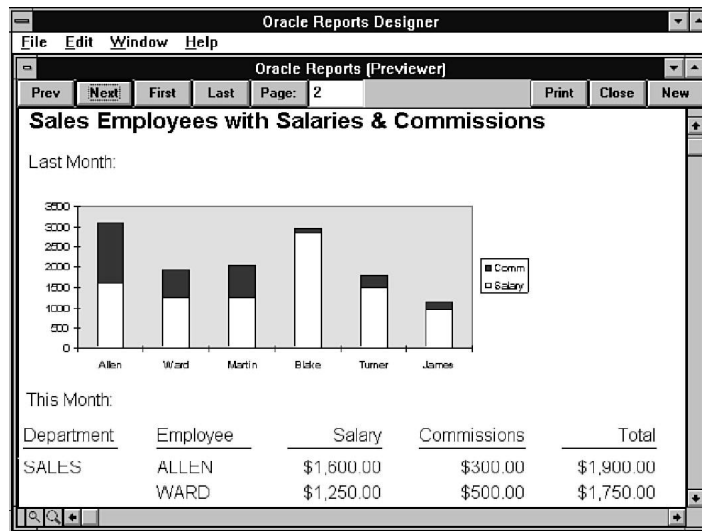 Oracle Reports Designer
File Edit Window Help
Oracle Reports (Previewer)
Prev Next First Last Page: 2 Print Close New
Sales Employees with Salaries & Commissions
Last Month:
3500
3000
2500
2000
1500
1000
500
0
Comm
Salary
Allen Ward Martin Blake Turner James
This Month:
Department Employee Salary Commissions Total
SALES ALLEN $1,600.00 $300.00 $1,900.00
WARD $1,250.00 $500.00 $1,750.00